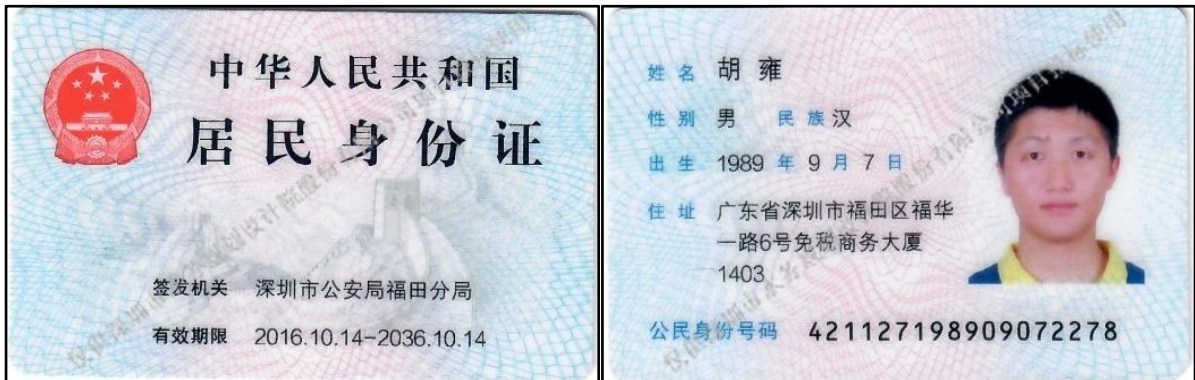 中华人民共和国
居民身份证
签发机关 深圳市公安局福田分局
有效期限 2016.10.14-2036.10.14
姓名 胡雍
性别 男 民族 汉
出生 1989 年 9 月 7 日
住址 广东省深圳市福田区福华
一路6号免税商务大厦
1403
公民身份号码 421127198909072278